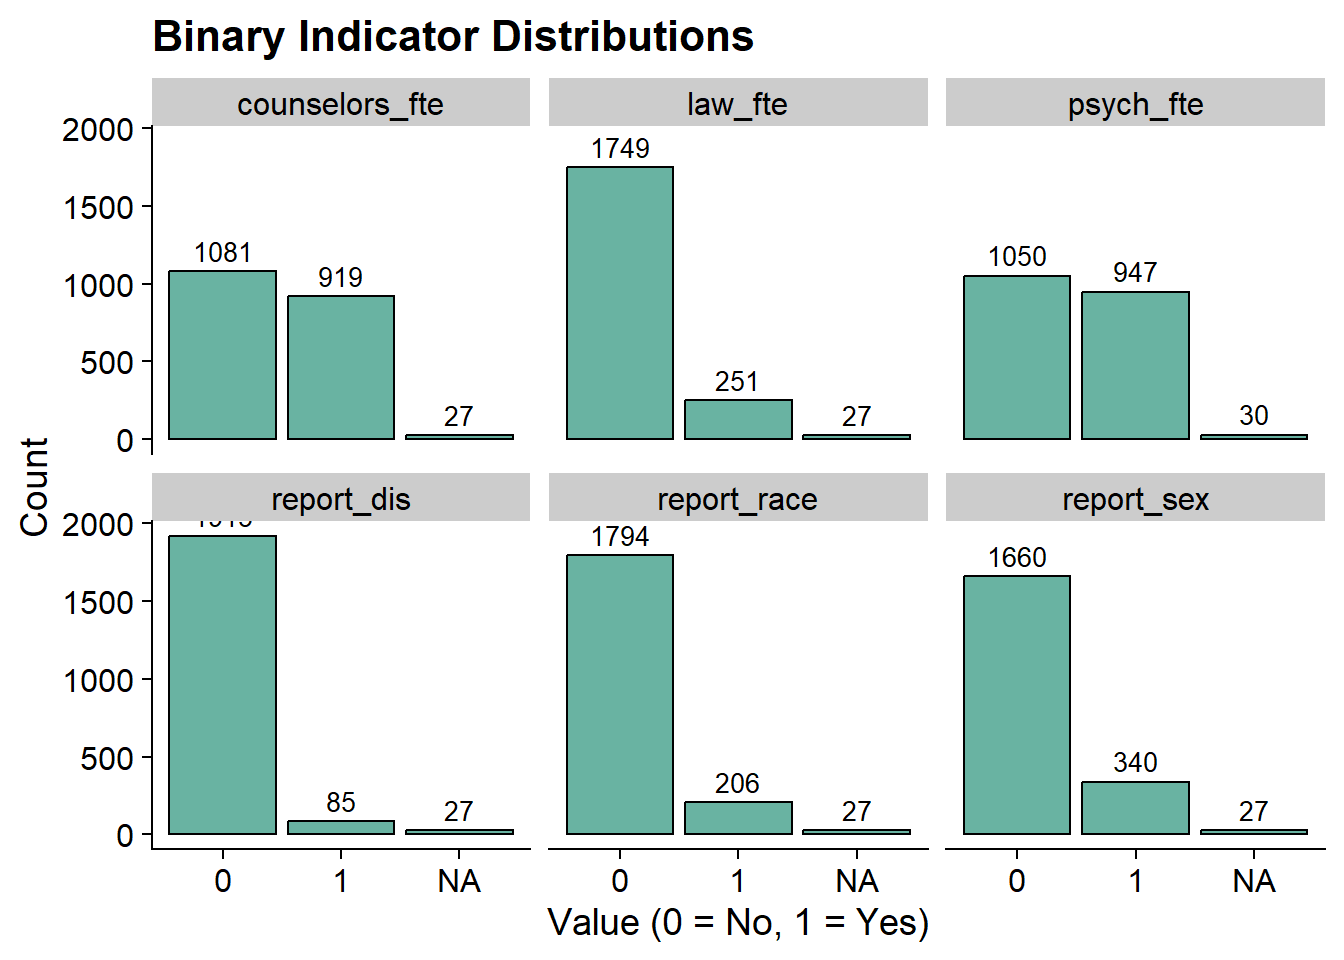 Binary Indicator Distributions
counselors_fte law_fte psych_fte
2000
1500
1000
500
0
1081 919 27
1749 251 27
1050 947 30
Count
report_dis report_race report_sex
2000
1500
1000
500
0
85 27
1794 206 27
1660 340 27
0 1 NA 0 1 NA 0 1 NA
Value (0 = No, 1 = Yes)